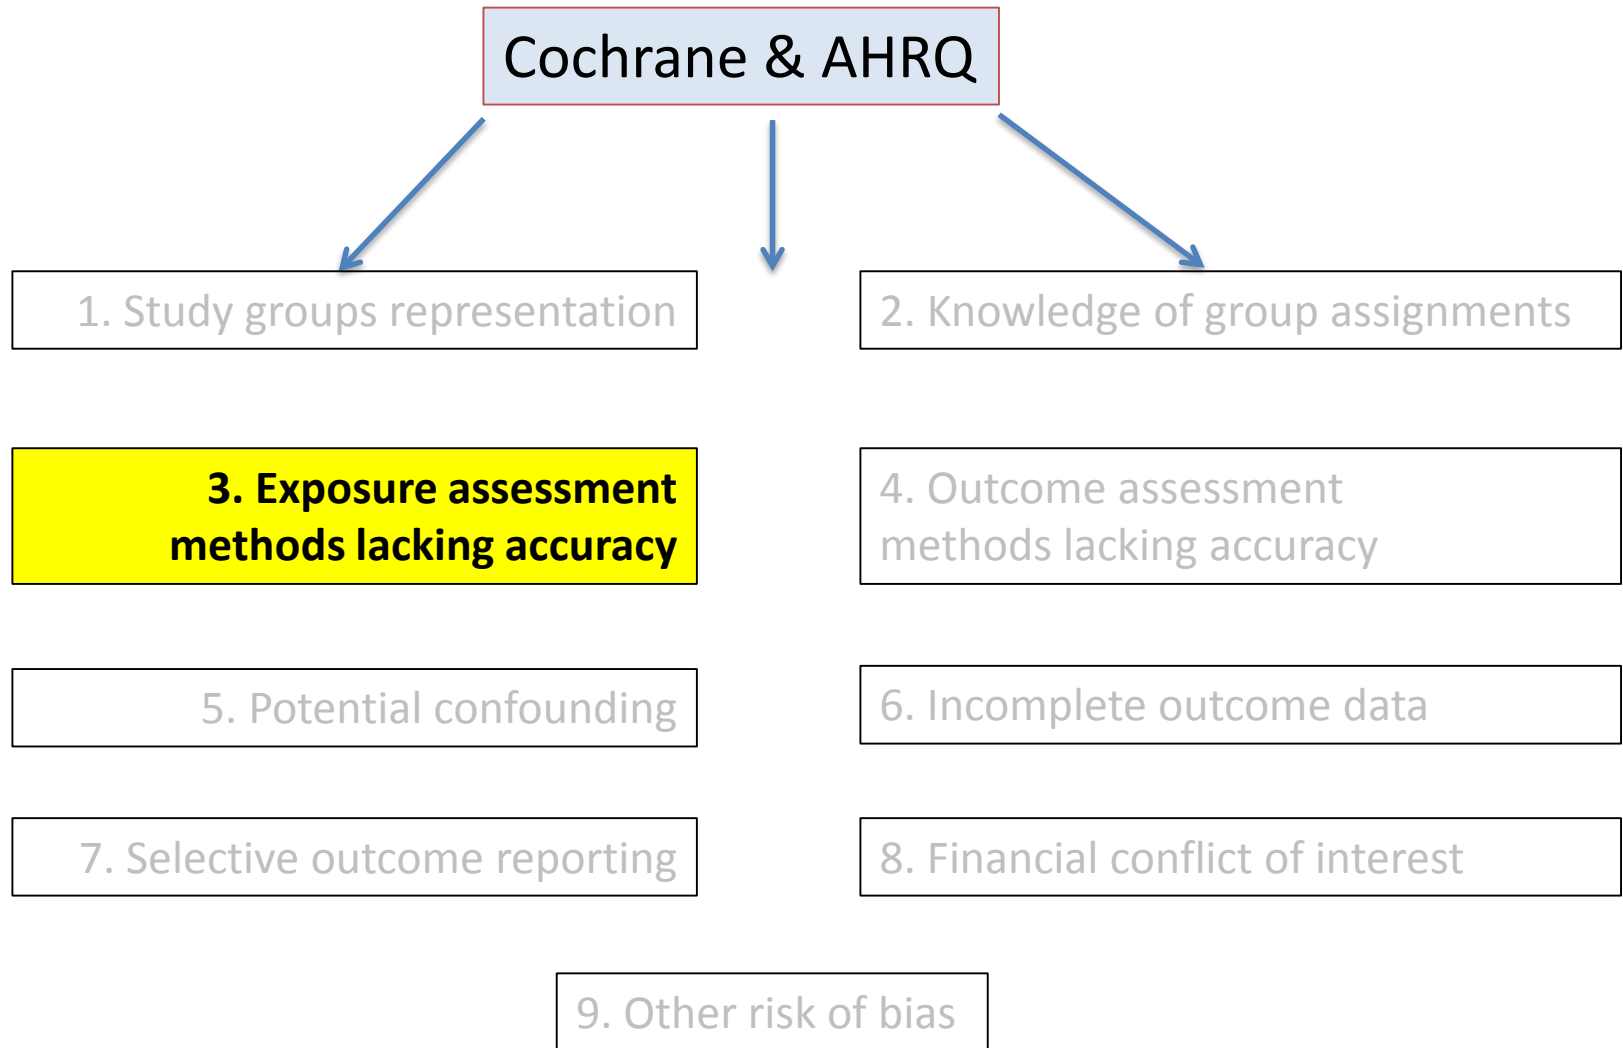 Cochrane & AHRQ
1. Study groups representation
2. Knowledge of group assignments
3. Exposure assessment
methods lacking accuracy
4. Outcome assessment
methods lacking accuracy
5. Potential confounding
6. Incomplete outcome data
7. Selective outcome reporting
8. Financial conflict of interest
9. Other risk of bias